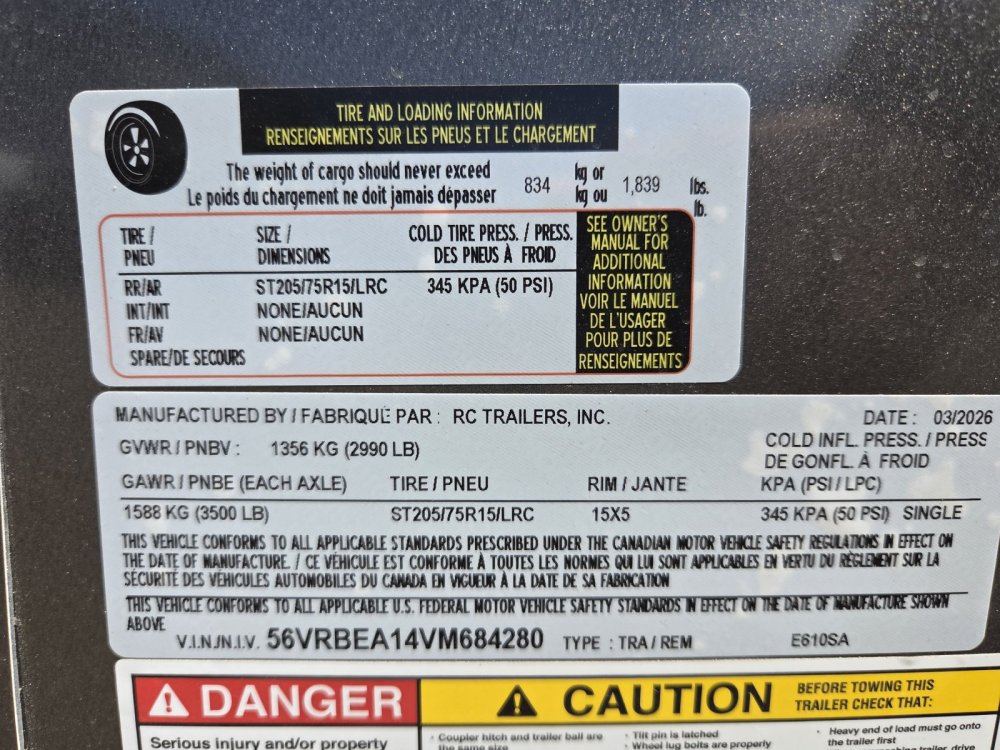 TIRE AND LOADING INFORMATION
RENSEIGNEMENTS SUR LES PNEUS ET LE CHARGEMENT
The weight of cargo should never exceed 834 kg or 1,839 lbs.
Le poids du chargement ne doit jamais dépasser kg ou lb.
TIRE / SIZE / COLD TIRE PRESS. / PRESS.
PNEU DIMENSIONS DES PNEUS À FROID
RR/AR ST205/75R15/LRC 345 KPA (50 PSI)
INT/INT NONE/AUCUN
FR/AV NONE/AUCUN
SPARE/DE SECOURS
SEE OWNER'S
MANUAL FOR
ADDITIONAL
INFORMATION
VOIR LE MANUEL
DE L'USAGER
POUR PLUS DE
RENSEIGNEMENTS
MANUFACTURED BY / FABRIQUÉ PAR : RC TRAILERS, INC. DATE : 03/2026
GVWR / PNBV : 1356 KG (2990 LB) COLD INFL. PRESS. / PRESS
DE GONFL. À FROID
GAWR / PNBE (EACH AXLE) TIRE / PNEU RIM / JANTE KPA (PSI / LPC)
1588 KG (3500 LB) ST205/75R15/LRC 15X5 345 KPA (50 PSI) SINGLE
THIS VEHICLE CONFORMS TO ALL APPLICABLE STANDARDS PRESCRIBED UNDER THE CANADIAN MOTOR VEHICLE SAFETY REGULATIONS IN EFFECT ON
THE DATE OF MANUFACTURE. / CE VÉHICULE EST CONFORME À TOUTES LES NORMES QUI LUI SONT APPLICABLES EN VERTU DU RÈGLEMENT SUR LA
SÉCURITÉ DES VÉHICULES AUTOMOBILES DU CANADA EN VIGUEUR À LA DATE DE SA FABRICATION
THIS VEHICLE CONFORMS TO ALL APPLICABLE U.S. FEDERAL MOTOR VEHICLE SAFETY STANDARDS IN EFFECT ON THE DATE OF MANUFACTURE SHOWN
ABOVE
V.I.N./N.I.V. 56VRBEA14VM684280 TYPE : TRA / REM E610SA
DANGER
Serious injury and/or property
CAUTION
BEFORE TOWING THIS
TRAILER CHECK THAT:
• Coupler hitch and trailer ball are
the same size
• Tilt pin is latched
• Wheel lug bolts are properly
• Heavy end of load must go onto
the trailer first
trailer, drive